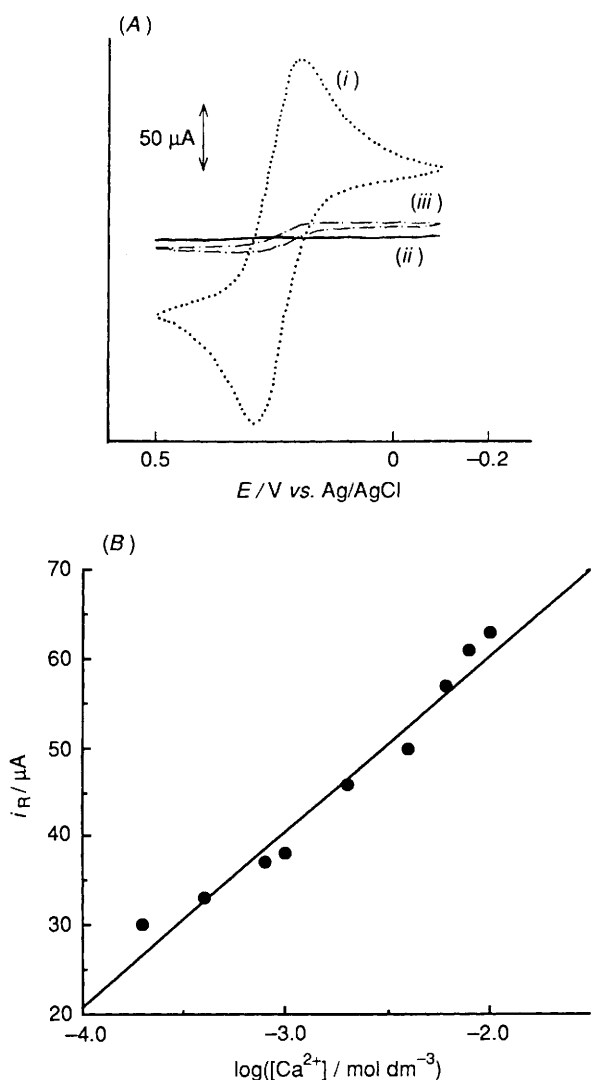 (A)
(i)
50 μA
(iii)
(ii)
0.5 0 −0.2
E / V vs. Ag/AgCl
(B)
70
60
50
40
30
20
i_R / μA
−4.0 −3.0 −2.0
log([Ca²⁺] / mol dm⁻³)